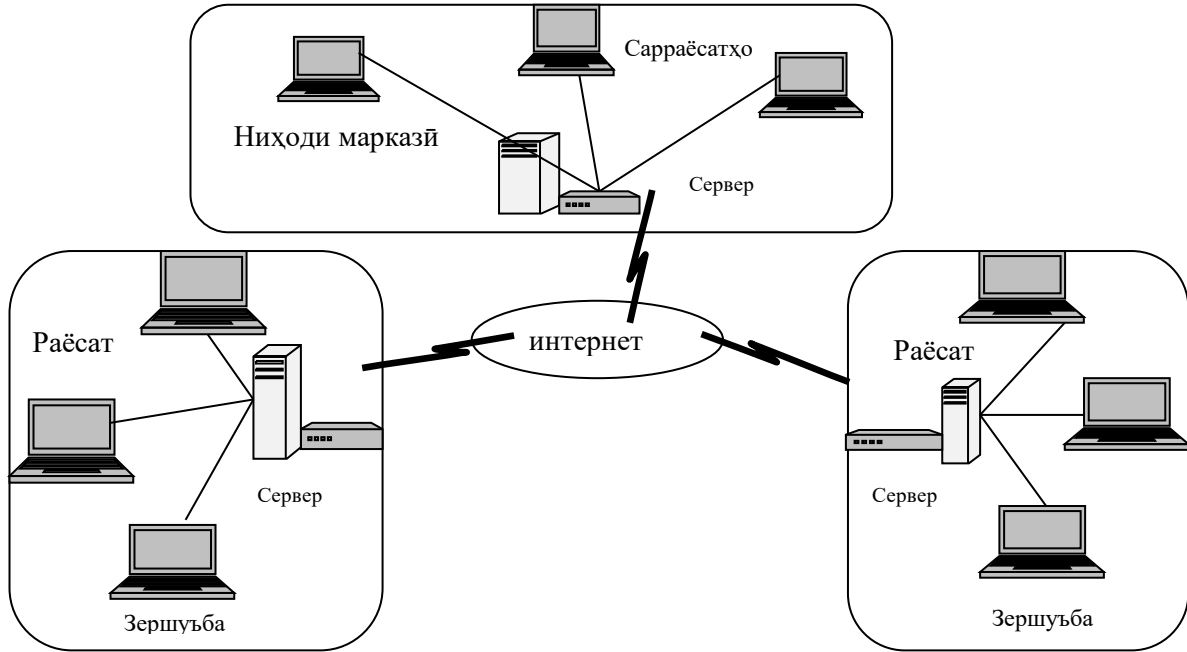 Сарраёсатҳо
Ниҳоди марказӣ
Сервер
интернет
Раёсат
Сервер
Зершуъба
Раёсат
Сервер
Зершуъба